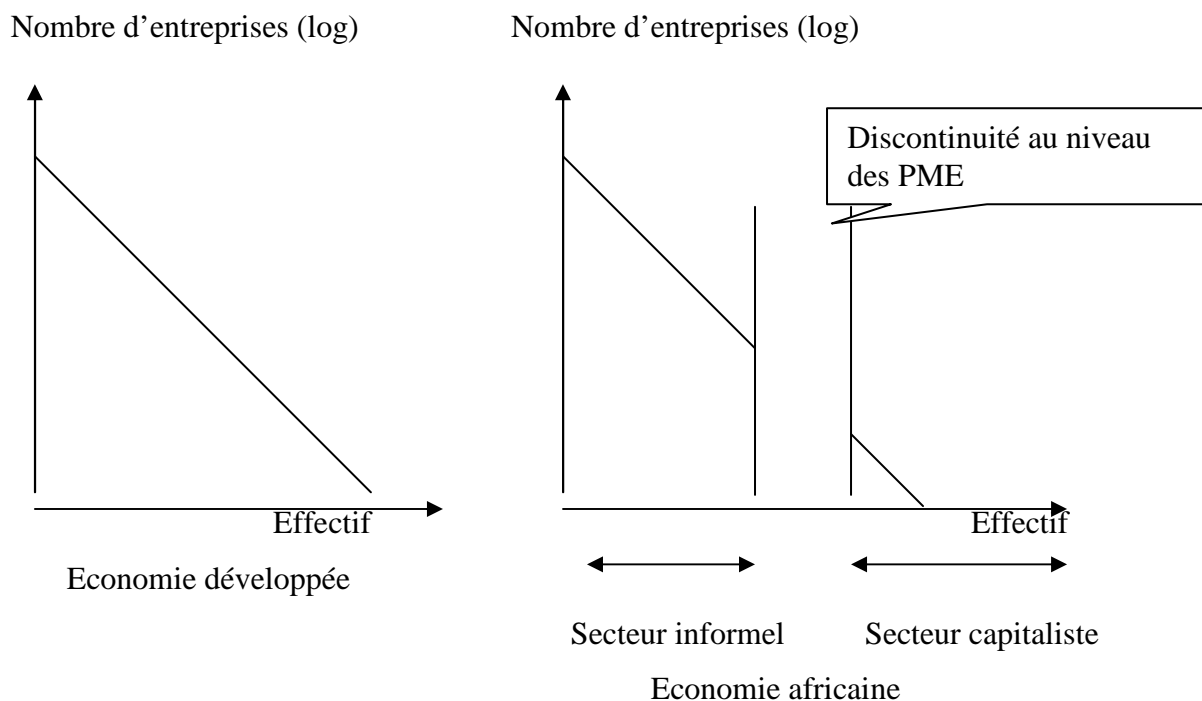 Nombre d’entreprises (log)
Nombre d’entreprises (log)
Discontinuité au niveau
des PME
Effectif
Effectif
Economie développée
Secteur informel
Secteur capitaliste
Economie africaine